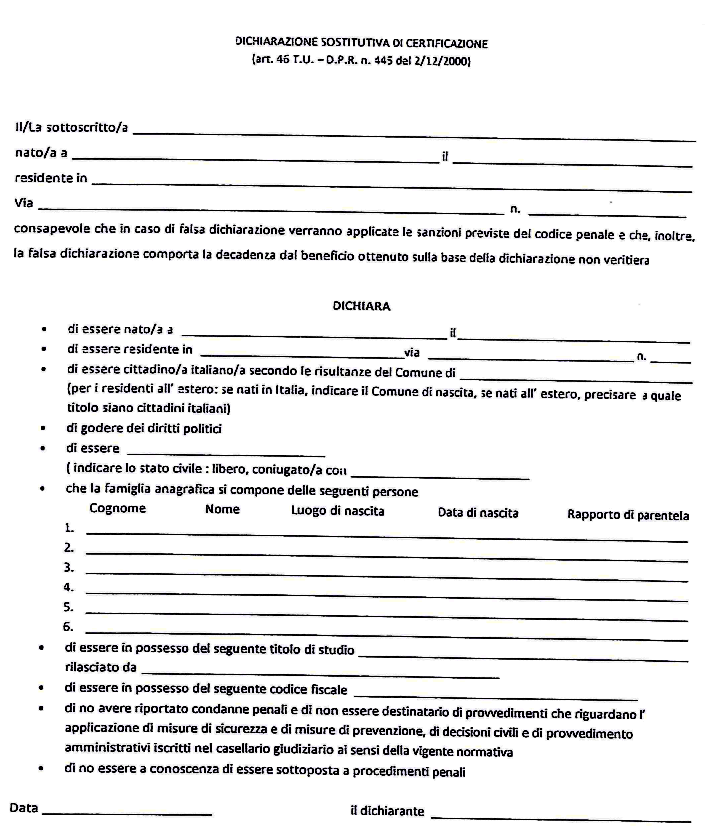 DICHIARAZIONE SOSTITUTIVA DI CERTIFICAZIONE
(art. 46 T.U. – D.P.R. n. 445 del 2/12/2000)
Il/La sottoscritto/a
nato/a a il
residente in
Via n.
consapevole che in caso di falsa dichiarazione verranno applicate le sanzioni previste del codice penale e che, inoltre,
la falsa dichiarazione comporta la decadenza dal beneficio ottenuto sulla base della dichiarazione non veritiera
DICHIARA
• di essere nato/a a il
• di essere residente in via n.
• di essere cittadino/a italiano/a secondo le risultanze del Comune di
(per i residenti all' estero: se nati in Italia, indicare il Comune di nascita, se nati all' estero, precisare a quale
titolo siano cittadini italiani)
• di godere dei diritti politici
• di essere
( indicare lo stato civile : libero, coniugato/a con
• che la famiglia anagrafica si compone delle seguenti persone
Cognome Nome Luogo di nascita Data di nascita Rapporto di parentela
1.
2.
3.
4.
5.
6.
• di essere in possesso del seguente titolo di studio
rilasciato da
• di essere in possesso del seguente codice fiscale
• di no avere riportato condanne penali e di non essere destinatario di provvedimenti che riguardano l'
applicazione di misure di sicurezza e di misure di prevenzione, di decisioni civili e di provvedimento
amministrativi iscritti nel casellario giudiziario ai sensi della vigente normativa
• di no essere a conoscenza di essere sottoposta a procedimenti penali
Data il dichiarante